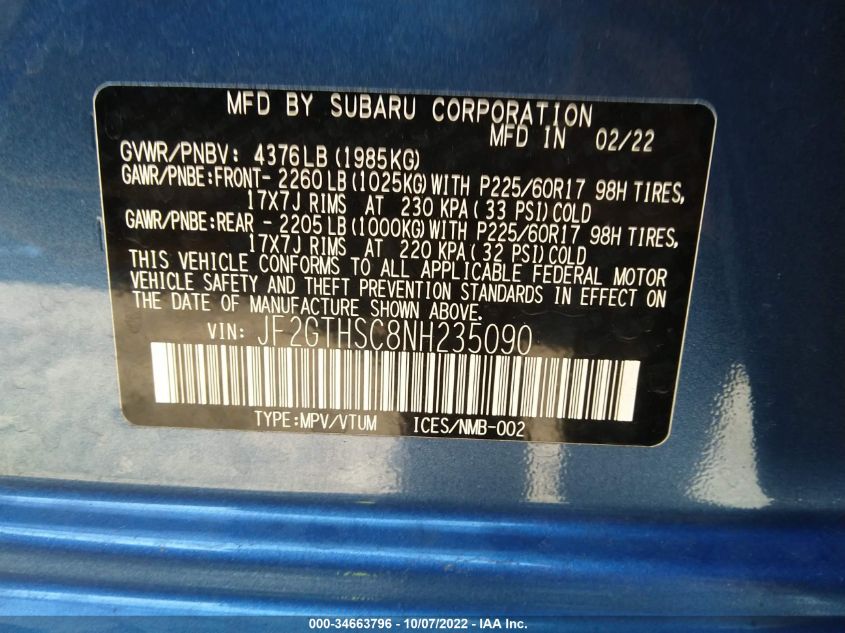 MFD BY SUBARU CORPORATION
MFD IN 02/22
GVWR/PNBV: 4376LB (1985KG)
GAWR/PNBE:FRONT- 2260LB (1025KG)WITH P225/60R17 98H TIRES,
17X7J RIMS AT 230 KPA( 33 PSI)COLD
GAWR/PNBE:REAR - 2205LB (1000KG)WITH P225/60R17 98H TIRES,
17X7J RIMS AT 220 KPA( 32 PSI)COLD
THIS VEHICLE CONFORMS TO ALL APPLICABLE FEDERAL MOTOR
VEHICLE SAFETY AND THEFT PREVENTION STANDARDS IN EFFECT ON
THE DATE OF MANUFACTURE SHOWN ABOVE.
VIN: JF2GTHSC8NH235090
TYPE:MPV/VTUM ICES/NMB-002
000-34663796 - 10/07/2022 - IAA Inc.